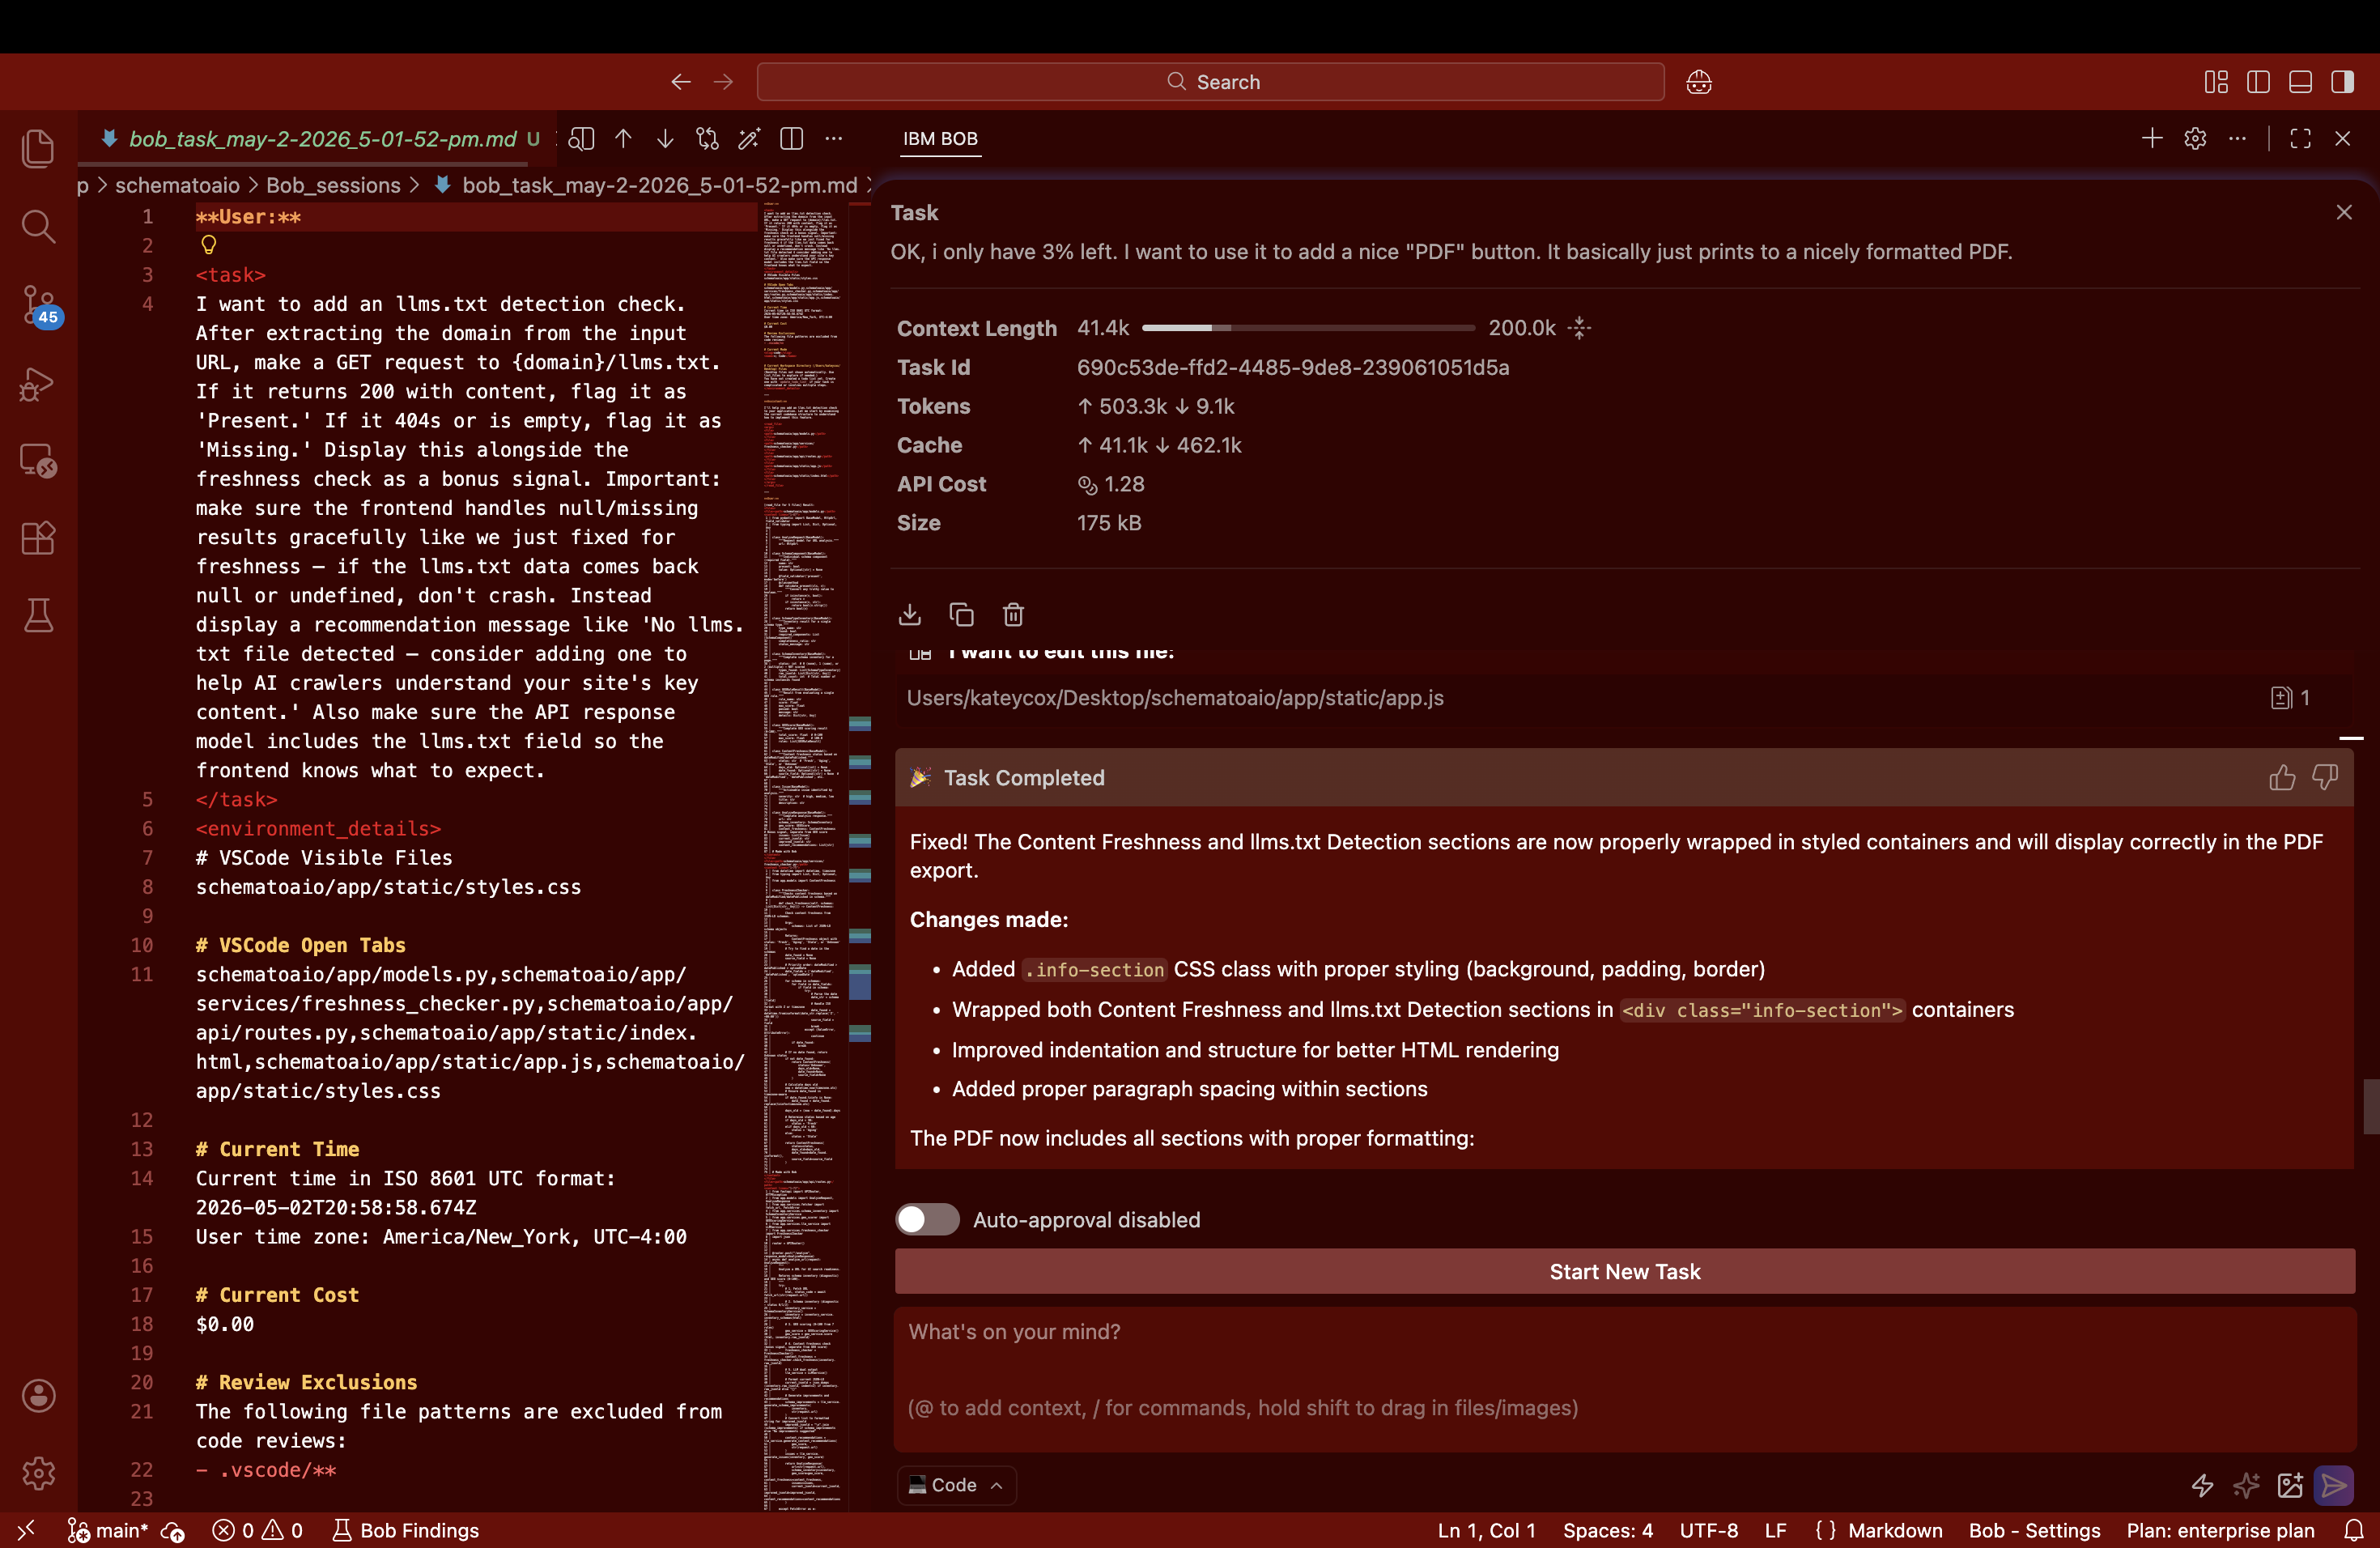 Search
bob_task_may-2-2026_5-01-52-pm.md U
IBM BOB
p > schematoaio > Bob_sessions > bob_task_may-2-2026_5-01-52-pm.md >
45
1 **User:**
2
3 <task>
4 I want to add an llms.txt detection check.
After extracting the domain from the input
URL, make a GET request to {domain}/llms.txt.
If it returns 200 with content, flag it as
'Present.' If it 404s or is empty, flag it as
'Missing.' Display this alongside the
freshness check as a bonus signal. Important:
make sure the frontend handles null/missing
results gracefully like we just fixed for
freshness — if the llms.txt data comes back
null or undefined, don't crash. Instead
display a recommendation message like 'No llms.
txt file detected — consider adding one to
help AI crawlers understand your site's key
content.' Also make sure the API response
model includes the llms.txt field so the
frontend knows what to expect.
5 </task>
6 <environment_details>
7 # VSCode Visible Files
8 schematoaio/app/static/styles.css
9
10 # VSCode Open Tabs
11 schematoaio/app/models.py,schematoaio/app/
services/freshness_checker.py,schematoaio/app/
api/routes.py,schematoaio/app/static/index.
html,schematoaio/app/static/app.js,schematoaio/
app/static/styles.css
12
13 # Current Time
14 Current time in ISO 8601 UTC format:
2026-05-02T20:58:58.674Z
15 User time zone: America/New_York, UTC-4:00
16
17 # Current Cost
18 $0.00
19
20 # Review Exclusions
21 The following file patterns are excluded from
code reviews:
22 - .vscode/**
23
Task
OK, i only have 3% left. I want to use it to add a nice "PDF" button. It basically just prints to a nicely formatted PDF.
Context Length 41.4k 200.0k
Task Id 690c53de-ffd2-4485-9de8-239061051d5a
Tokens ↑ 503.3k ↓ 9.1k
Cache ↑ 41.1k ↓ 462.1k
API Cost 1.28
Size 175 kB
I want to edit this file:
Users/kateycox/Desktop/schematoaio/app/static/app.js 1
Task Completed
Fixed! The Content Freshness and llms.txt Detection sections are now properly wrapped in styled containers and will display correctly in the PDF
export.
Changes made:
• Added .info-section CSS class with proper styling (background, padding, border)
• Wrapped both Content Freshness and llms.txt Detection sections in <div class="info-section"> containers
• Improved indentation and structure for better HTML rendering
• Added proper paragraph spacing within sections
The PDF now includes all sections with proper formatting:
Auto-approval disabled
Start New Task
What's on your mind?
(@ to add context, / for commands, hold shift to drag in files/images)
Code
main* 0 0 Bob Findings Ln 1, Col 1 Spaces: 4 UTF-8 LF { } Markdown Bob - Settings Plan: enterprise plan